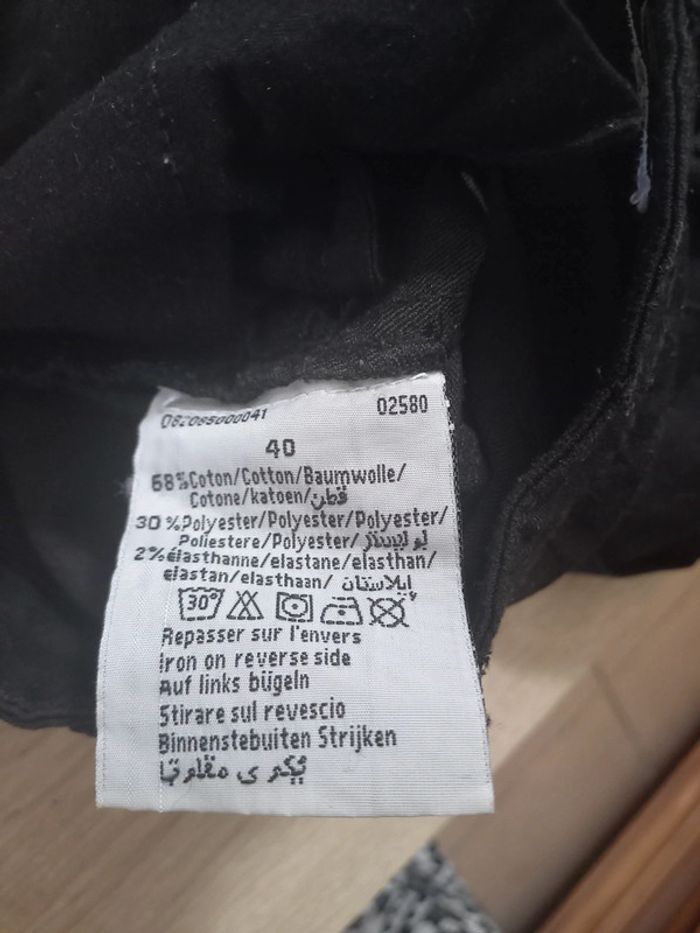 082085000041 02580
40
68%Coton/Cotton/Baumwolle/
Cotone/katoen/قطن
30 %Polyester/Polyester/Polyester/
Poliestere/Polyester/بوليستر
2%élasthanne/elastane/elasthan/
elastan/elasthaan/ إيلاستان
30°
Repasser sur l'envers
Iron on reverse side
Auf links bügeln
Stirare sul revescio
Binnenstebuiten Strijken